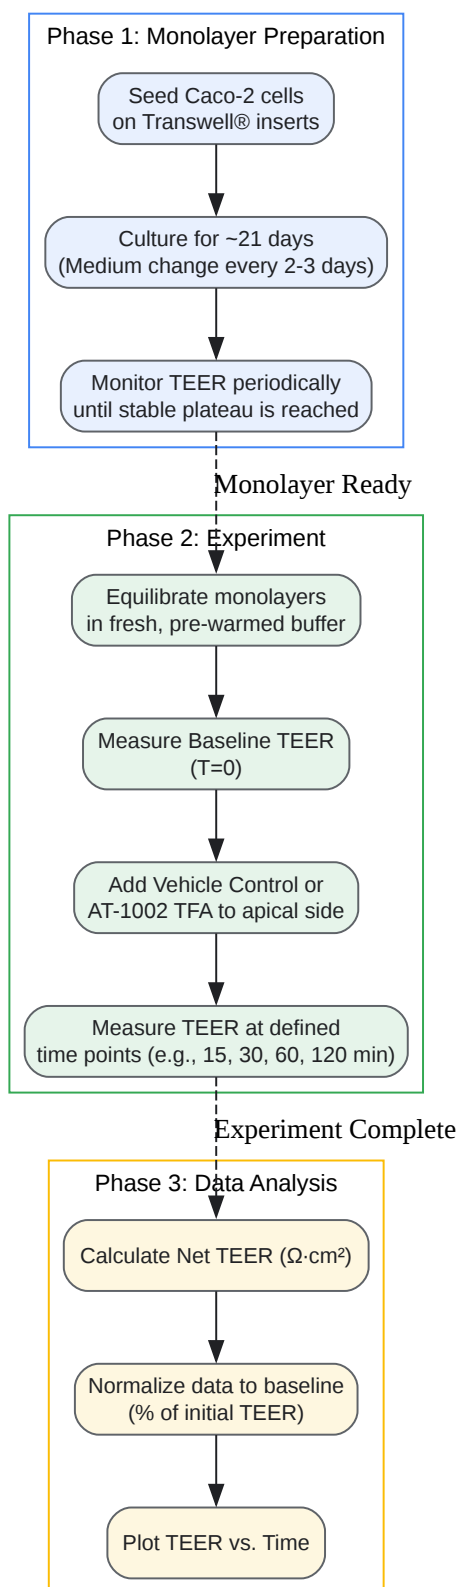 Phase 1: Monolayer Preparation
Seed Caco-2 cells
on Transwell® inserts
Culture for ~21 days
(Medium change every 2-3 days)
Monitor TEER periodically
until stable plateau is reached
Monolayer Ready
Phase 2: Experiment
Equilibrate monolayers
in fresh, pre-warmed buffer
Measure Baseline TEER
(T=0)
Add Vehicle Control or
AT-1002 TFA to apical side
Measure TEER at defined
time points (e.g., 15, 30, 60, 120 min)
Experiment Complete
Phase 3: Data Analysis
Calculate Net TEER (Ω·cm²)
Normalize data to baseline
(% of initial TEER)
Plot TEER vs. Time